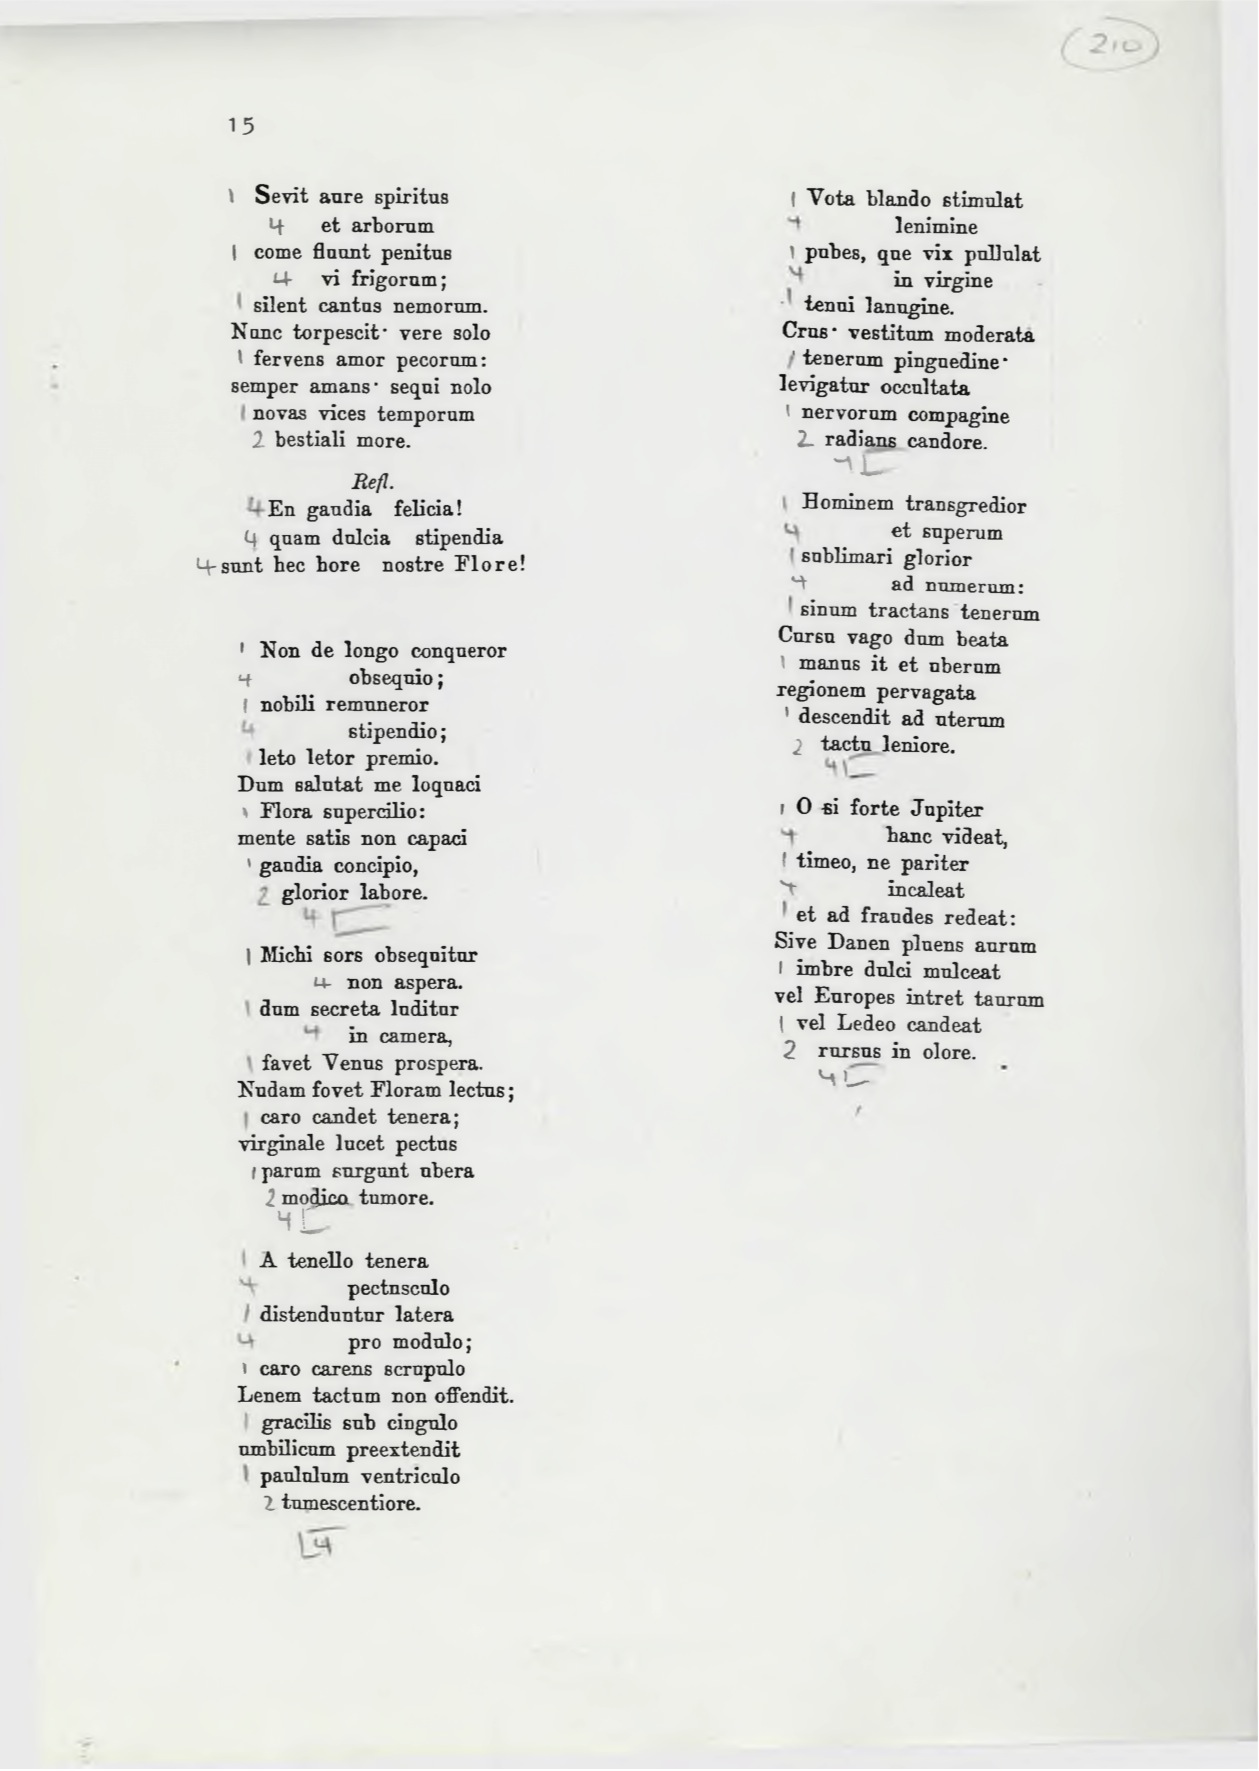 210
15
1 Sevit aure spiritus
4 et arborum
1 come fluunt penitus
4 vi frigorum;
1 silent cantus nemorum.
Nunc torpescit· vere solo
1 fervens amor pecorum:
semper amans· sequi nolo
1 novas vices temporum
2 bestiali more.
Refl.
4 En gaudia felicia!
4 quam dulcia stipendia
4 sunt hec hore nostre Flore!
1 Non de longo conqueror
4 obsequio;
1 nobili remuneror
4 stipendio;
1 leto letor premio.
Dum salutat me loquaci
1 Flora supercilio:
mente satis non capaci
1 gaudia concipio,
2 glorior labore.
4
1 Michi sors obsequitur
4 non aspera.
1 dum secreta luditur
4 in camera,
1 favet Venus prospera.
Nudam fovet Floram lectus;
1 caro candet tenera;
virginale lucet pectus
1 parum surgunt ubera
2 modico tumore.
4
1 A tenello tenera
4 pectusculo
1 distenduntur latera
4 pro modulo;
1 caro carens scrupulo
Lenem tactum non offendit.
1 gracilis sub cingulo
umbilicum preextendit
1 paululum ventriculo
2 tumescentiore.
4
1 Vota blando stimulat
4 lenimine
1 pubes, que vix pullulat
4 in virgine
1 tenui lanugine.
Crus· vestitum moderata
1 tenerum pinguedine·
levigatur occultata
1 nervorum compagine
2 radians candore.
4
1 Hominem transgredior
4 et superum
1 sublimari glorior
4 ad numerum:
1 sinum tractans tenerum
Cursu vago dum beata
1 manus it et uberum
regionem pervagata
1 descendit ad uterum
2 tactu leniore.
4
1 O si forte Jupiter
4 hanc videat,
1 timeo, ne pariter
4 incaleat
1 et ad fraudes redeat:
Sive Danen pluens aurum
1 imbre dulci mulceat
vel Europes intret taurum
1 vel Ledeo candeat
2 rursus in olore.
4